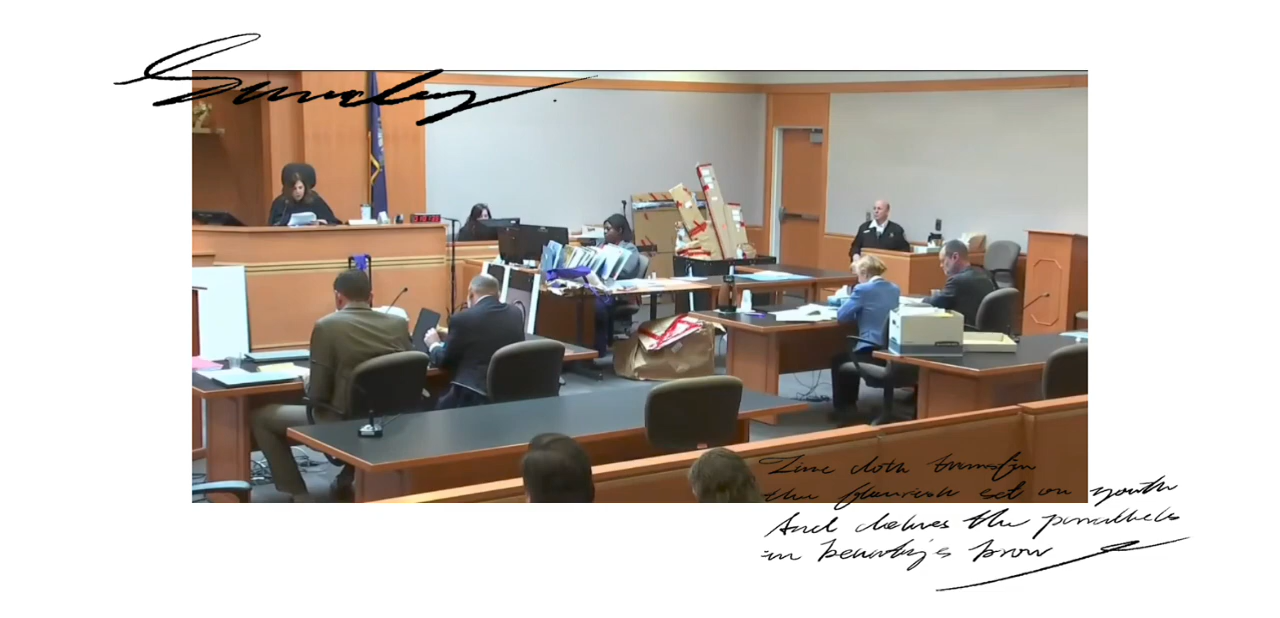 Time doth transfix
the flourish set on youth
And delves the parallels
in beauty's brow